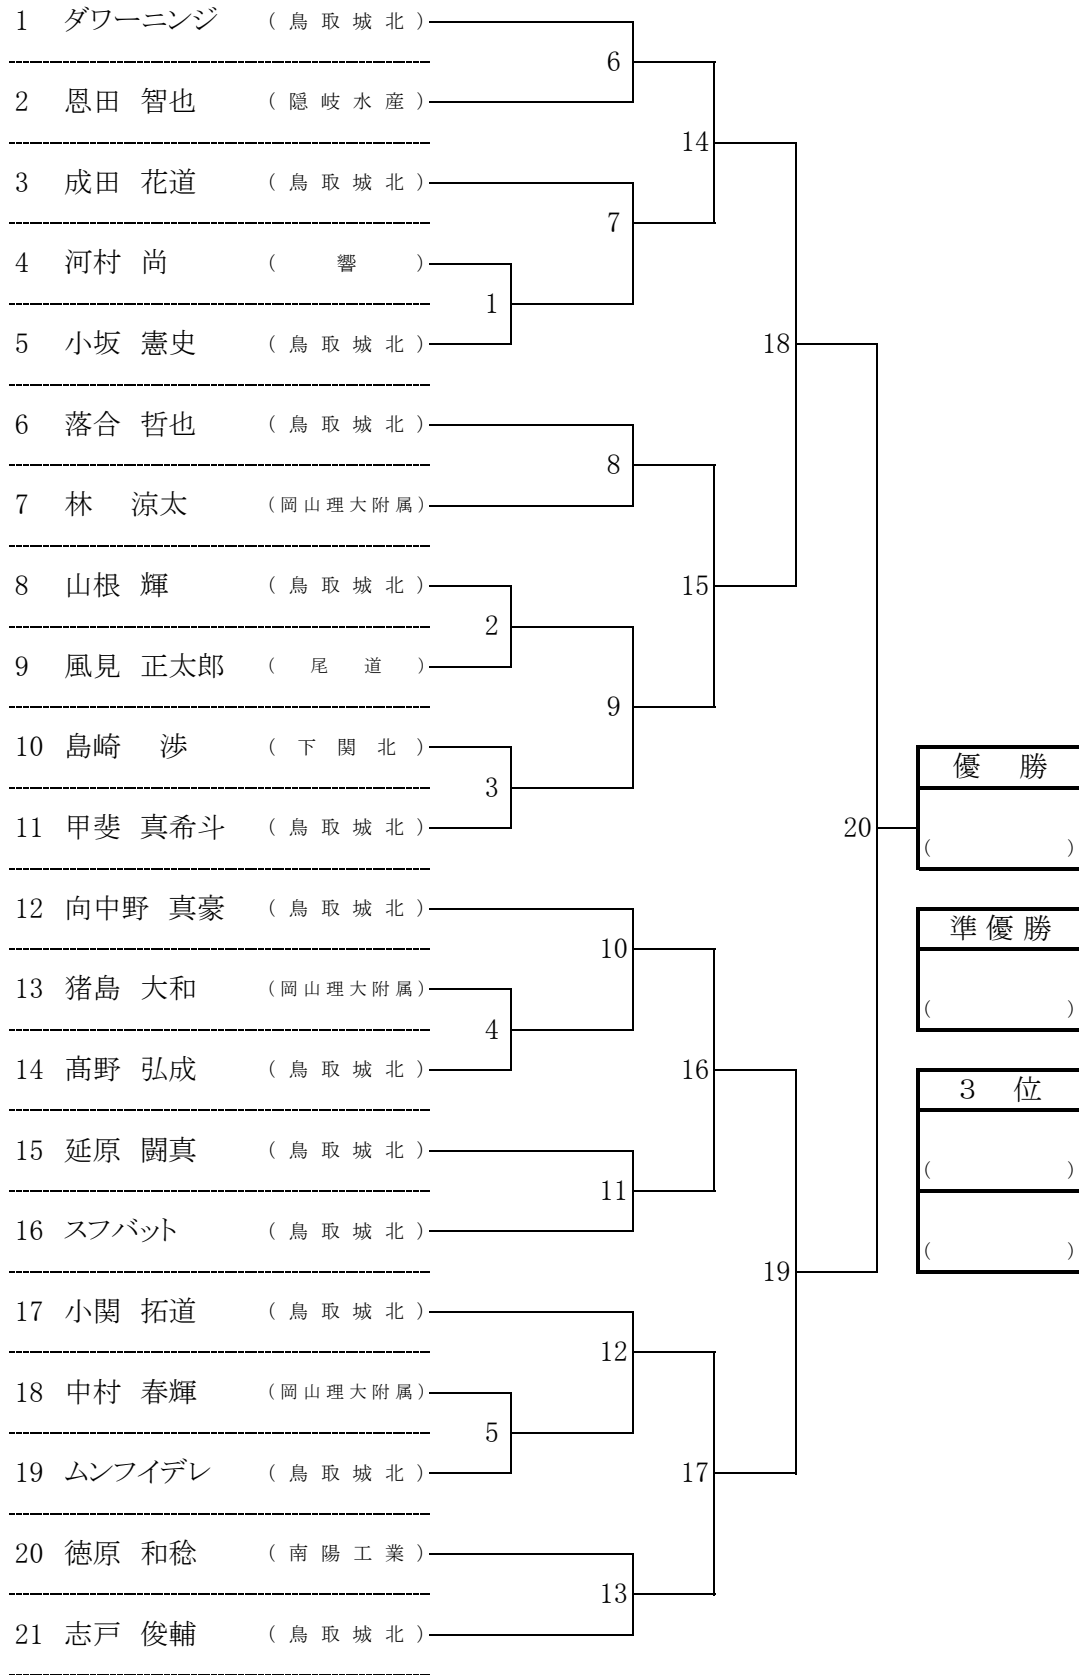 1 ダワーニンジ (鳥取城北)
6
2 恩田 智也 (隠岐水産)
14
3 成田 花道 (鳥取城北)
7
4 河村 尚 (響)
1
5 小坂 憲史 (鳥取城北)
18
6 落合 哲也 (鳥取城北)
8
7 林 涼太 (岡山理大附属)
8 山根 輝 (鳥取城北)
15
2
9 風見 正太郎 (尾道)
9
10 島崎 渉 (下関北)
3
11 甲斐 真希斗 (鳥取城北)
20
12 向中野 真豪 (鳥取城北)
10
13 猪島 大和 (岡山理大附属)
4
14 髙野 弘成 (鳥取城北)
16
15 延原 闘真 (鳥取城北)
11
16 スフバット (鳥取城北)
19
17 小関 拓道 (鳥取城北)
12
18 中村 春輝 (岡山理大附属)
5
19 ムンフイデレ (鳥取城北)
17
20 徳原 和稔 (南陽工業)
13
21 志戸 俊輔 (鳥取城北)
優勝
( )
準優勝
( )
3 位
( )
( )